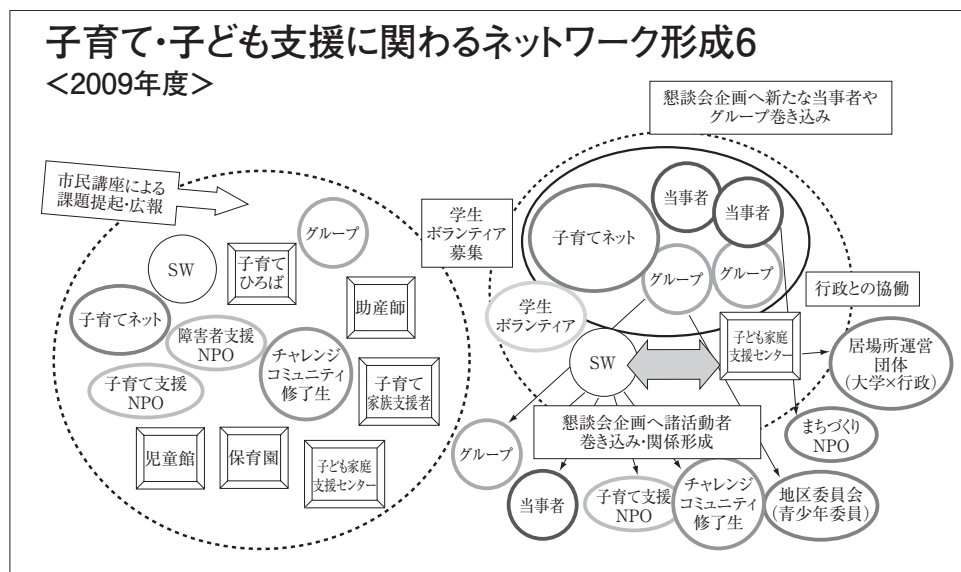 子育て・子ども支援に関わるネットワーク形成6
<2009年度>
市民講座による
課題提起・広報
SW
子育て
ひろば
グループ
助産師
子育てネット
障害者支援
NPO
子育て支援
NPO
チャレンジ
コミュニティ
修了生
子育て
家族支援者
児童館
保育園
子ども家庭
支援センター
懇談会企画へ新たな当事者や
グループ巻き込み
学生
ボランティア
募集
子育てネット
当事者
当事者
グループ
グループ
学生
ボランティア
SW
行政との協働
子ども家庭
支援センター
居場所運営
団体
(大学×行政)
懇談会企画へ諸活動者
巻き込み・関係形成
まちづくり
NPO
グループ
当事者
子育て支援
NPO
チャレンジ
コミュニティ
修了生
地区委員会
(青少年委員)